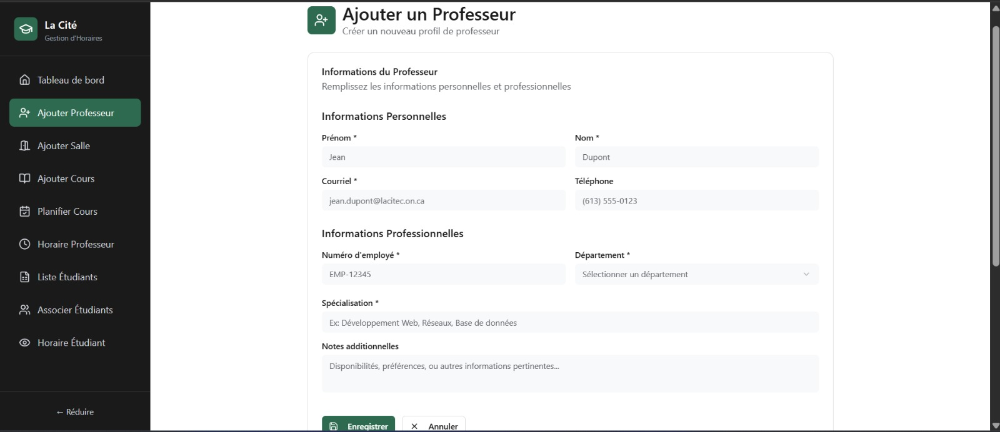 La Cité
Gestion d'Horaires
Tableau de bord
Ajouter Professeur
Ajouter Salle
Ajouter Cours
Planifier Cours
Horaire Professeur
Liste Étudiants
Associer Étudiants
Horaire Étudiant
← Réduire
Ajouter un Professeur
Créer un nouveau profil de professeur
Informations du Professeur
Remplissez les informations personnelles et professionnelles
Informations Personnelles
Prénom * Nom *
Jean Dupont
Courriel * Téléphone
jean.dupont@lacitec.on.ca (613) 555-0123
Informations Professionnelles
Numéro d'employé * Département *
EMP-12345 Sélectionner un département
Spécialisation *
Ex: Développement Web, Réseaux, Base de données
Notes additionnelles
Disponibilités, préférences, ou autres informations pertinentes...
Enregistrer Annuler